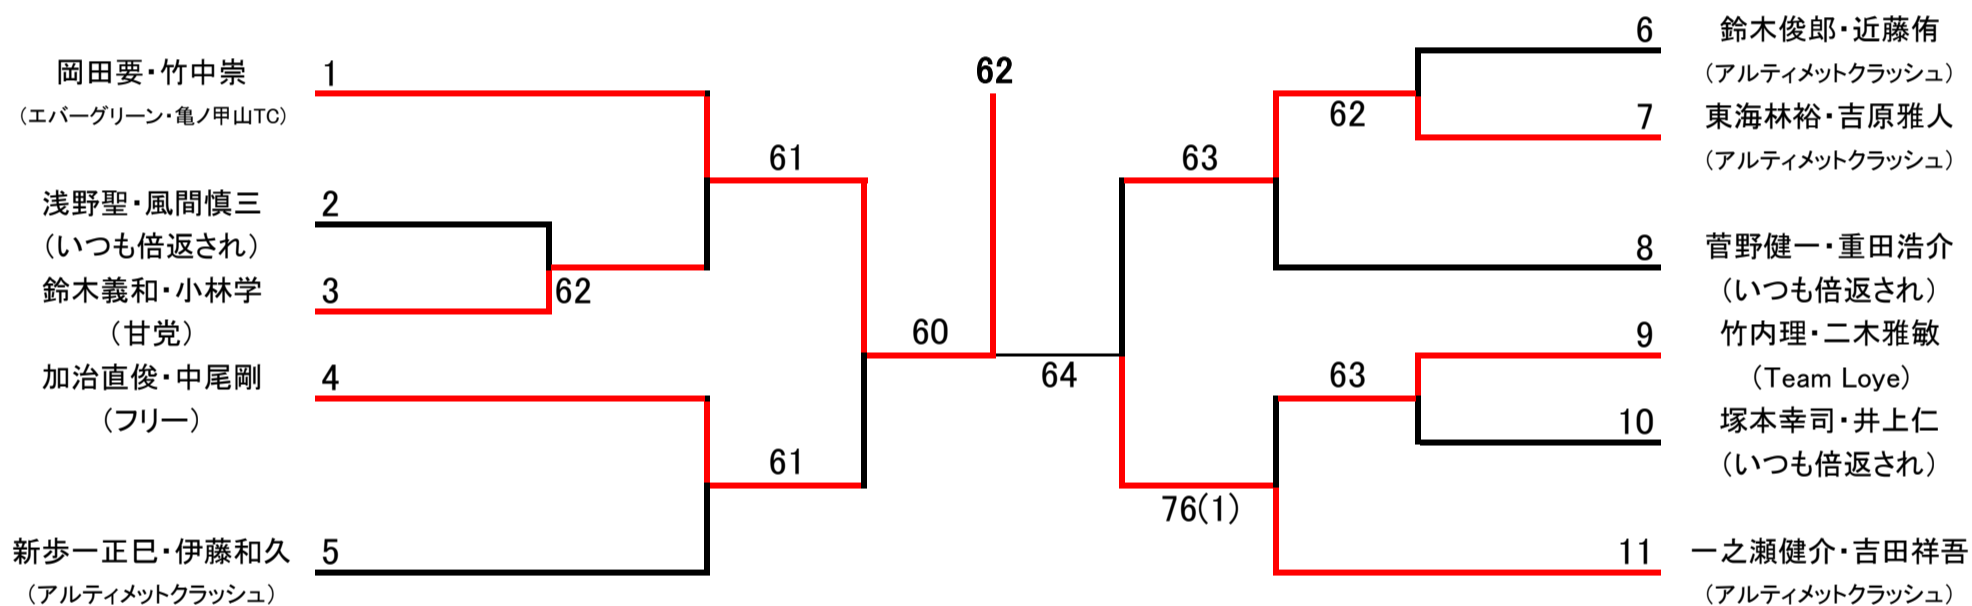 岡田要・竹中崇 1
(エバーグリーン・亀ノ甲山TC)
浅野聖・風間慎三 2
(いつも倍返され)
鈴木義和・小林学 3
(甘党)
加治直俊・中尾剛 4
(フリー)
新歩一正巳・伊藤和久 5
(アルティメットクラッシュ)
61
62
61
60
62
64
63
62
63
76(1)
6 鈴木俊郎・近藤侑
(アルティメットクラッシュ)
7 東海林裕・吉原雅人
(アルティメットクラッシュ)
8 菅野健一・重田浩介
(いつも倍返され)
9 竹内理・二木雅敏
(Team Loye)
10 塚本幸司・井上仁
(いつも倍返され)
11 一之瀬健介・吉田祥吾
(アルティメットクラッシュ)